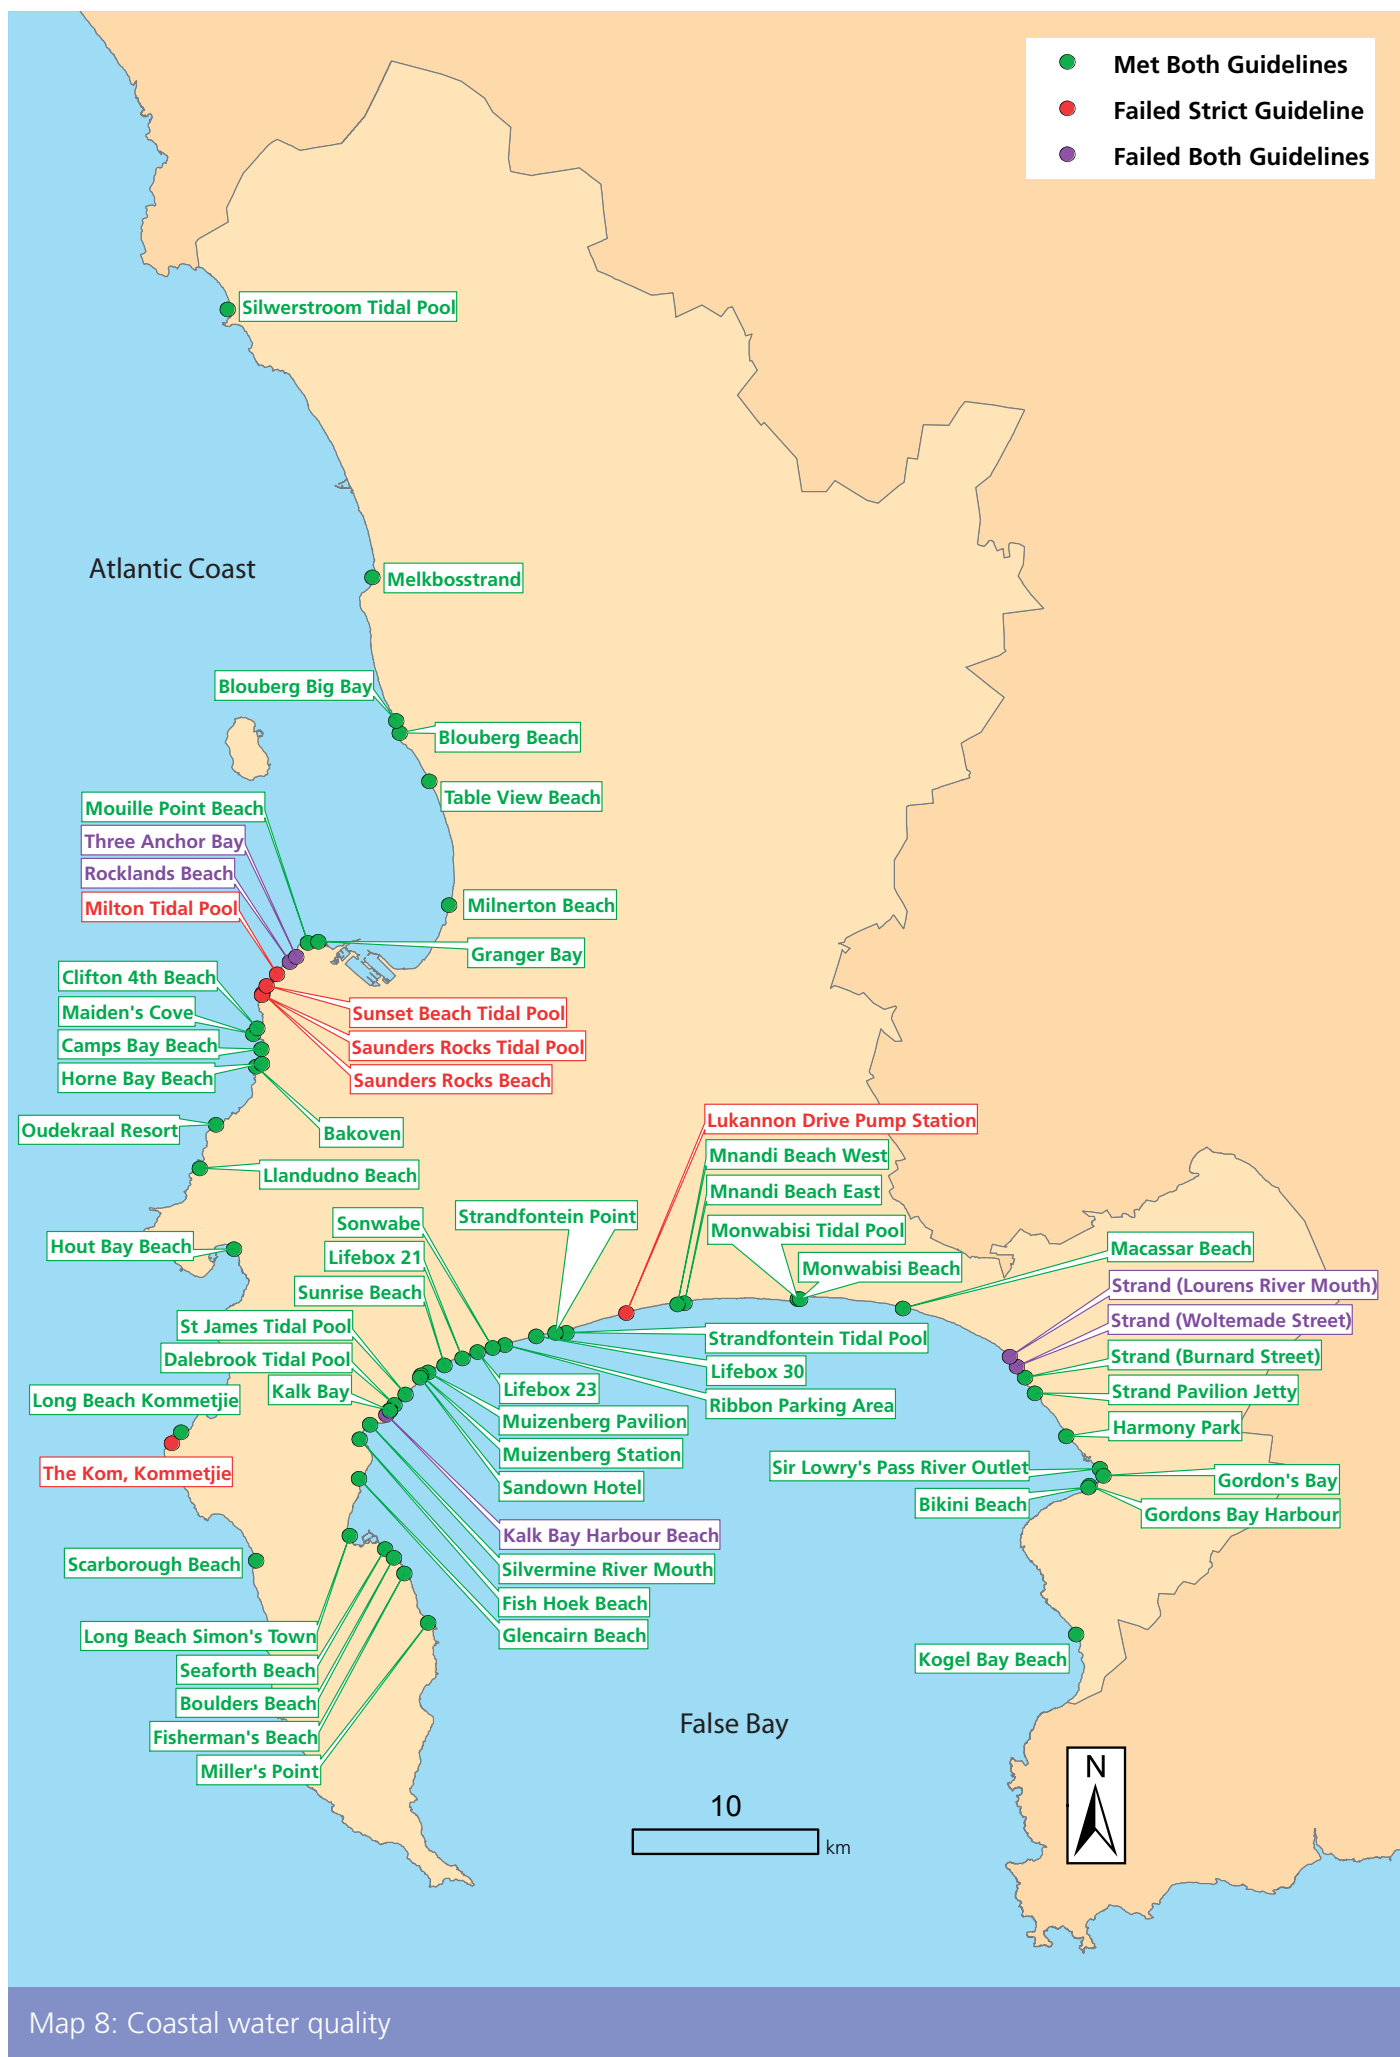 Met Both Guidelines
Failed Strict Guideline
Failed Both Guidelines
Silwerstroom Tidal Pool
Atlantic Coast
Melkbosstrand
Blouberg Big Bay
Blouberg Beach
Table View Beach
Mouille Point Beach
Three Anchor Bay
Rocklands Beach
Milton Tidal Pool
Milnerton Beach
Granger Bay
Clifton 4th Beach
Maiden's Cove
Camps Bay Beach
Horne Bay Beach
Sunset Beach Tidal Pool
Saunders Rocks Tidal Pool
Saunders Rocks Beach
Oudekraal Resort
Bakoven
Llandudno Beach
Hout Bay Beach
Lukannon Drive Pump Station
Mnandi Beach West
Mnandi Beach East
Monwabisi Tidal Pool
Monwabisi Beach
Strandfontein Point
Sonwabe
Lifebox 21
Sunrise Beach
St James Tidal Pool
Dalebrook Tidal Pool
Kalk Bay
Long Beach Kommetjie
The Kom, Kommetjie
Macassar Beach
Strand (Lourens River Mouth)
Strand (Woltemade Street)
Strand (Burnard Street)
Strand Pavilion Jetty
Harmony Park
Strandfontein Tidal Pool
Lifebox 30
Ribbon Parking Area
Lifebox 23
Muizenberg Pavilion
Muizenberg Station
Sandown Hotel
Kalk Bay Harbour Beach
Silvermine River Mouth
Fish Hoek Beach
Glencairn Beach
Sir Lowry's Pass River Outlet
Bikini Beach
Gordon's Bay
Gordons Bay Harbour
Scarborough Beach
Long Beach Simon's Town
Seaforth Beach
Boulders Beach
Fisherman's Beach
Miller's Point
Kogel Bay Beach
False Bay
N
10
km
Map 8: Coastal water quality